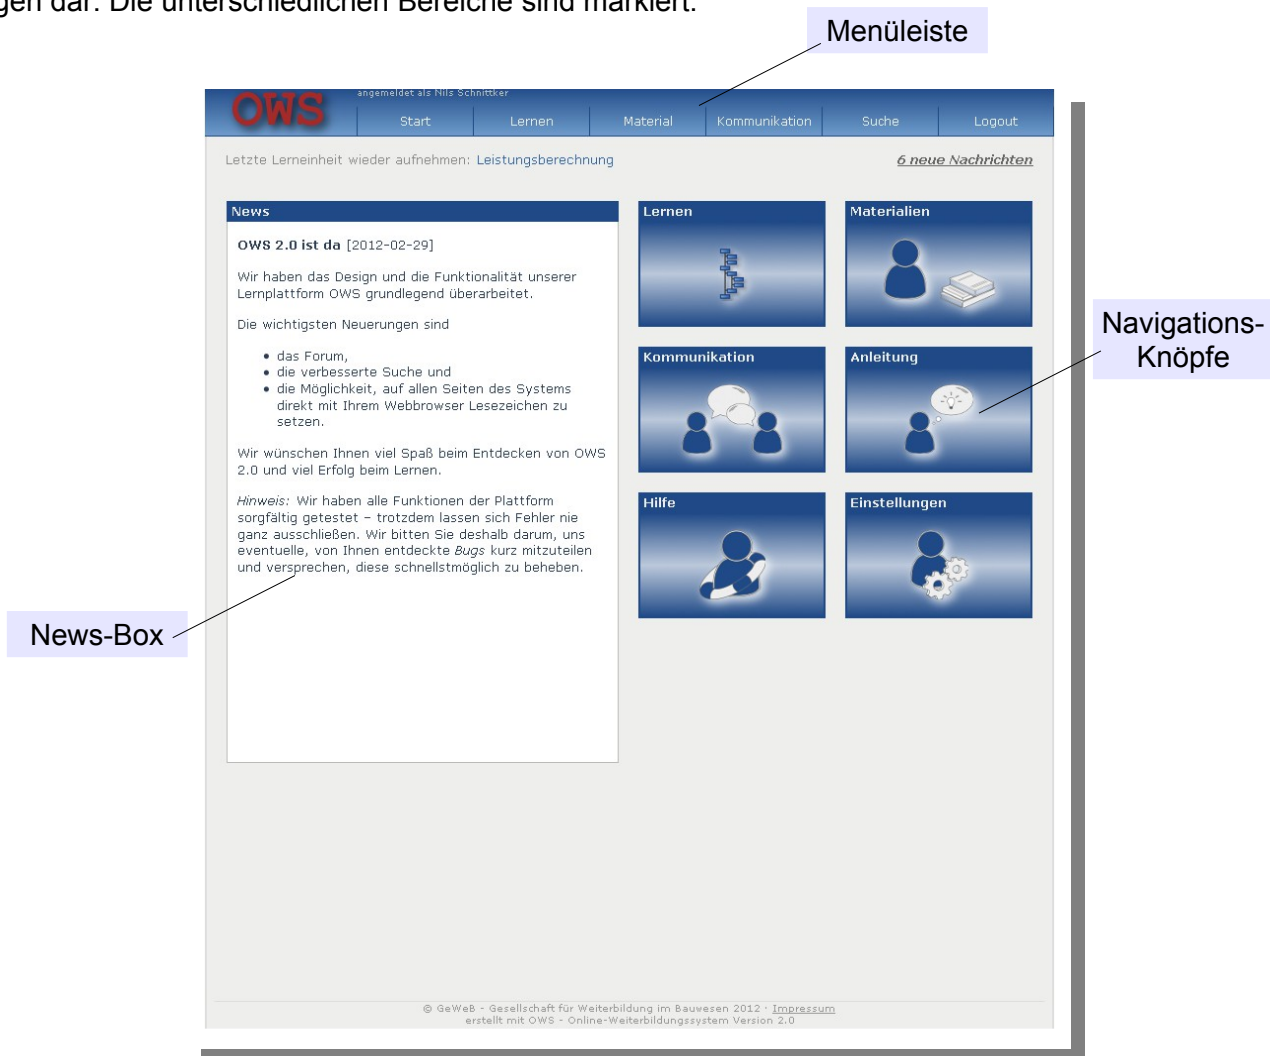 gen dar. Die unterschiedlichen Bereiche sind markiert.
Menüleiste
OWS
angemeldet als Nils Schnittker
Start Lernen Material Kommunikation Suche Logout
Letzte Lerneinheit wieder aufnehmen: Leistungsberechnung
6 neue Nachrichten
News
OWS 2.0 ist da [2012-02-29]
Wir haben das Design und die Funktionalität unserer
Lernplattform OWS grundlegend überarbeitet.
Die wichtigsten Neuerungen sind
• das Forum,
• die verbesserte Suche und
• die Möglichkeit, auf allen Seiten des Systems
direkt mit Ihrem Webbrowser Lesezeichen zu
setzen.
Wir wünschen Ihnen viel Spaß beim Entdecken von OWS
2.0 und viel Erfolg beim Lernen.
Hinweis: Wir haben alle Funktionen der Plattform
sorgfältig getestet – trotzdem lassen sich Fehler nie
ganz ausschließen. Wir bitten Sie deshalb darum, uns
eventuelle, von Ihnen entdeckte Bugs kurz mitzuteilen
und versprechen, diese schnellstmöglich zu beheben.
Lernen
Materialien
Kommunikation
Anleitung
Hilfe
Einstellungen
Navigations-
Knöpfe
News-Box
© GeWeB - Gesellschaft für Weiterbildung im Bauwesen 2012 · Impressum
erstellt mit OWS - Online-Weiterbildungssystem Version 2.0